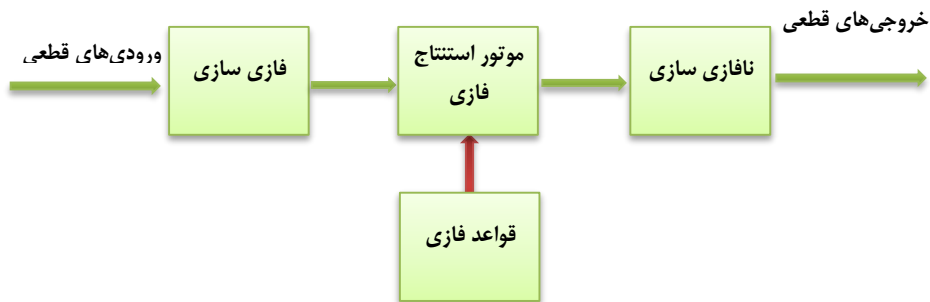 ورودی‌های قطعی
فازی سازی
موتور استنتاج
فازی
نافازی سازی
خروجی‌های قطعی
قواعد فازی